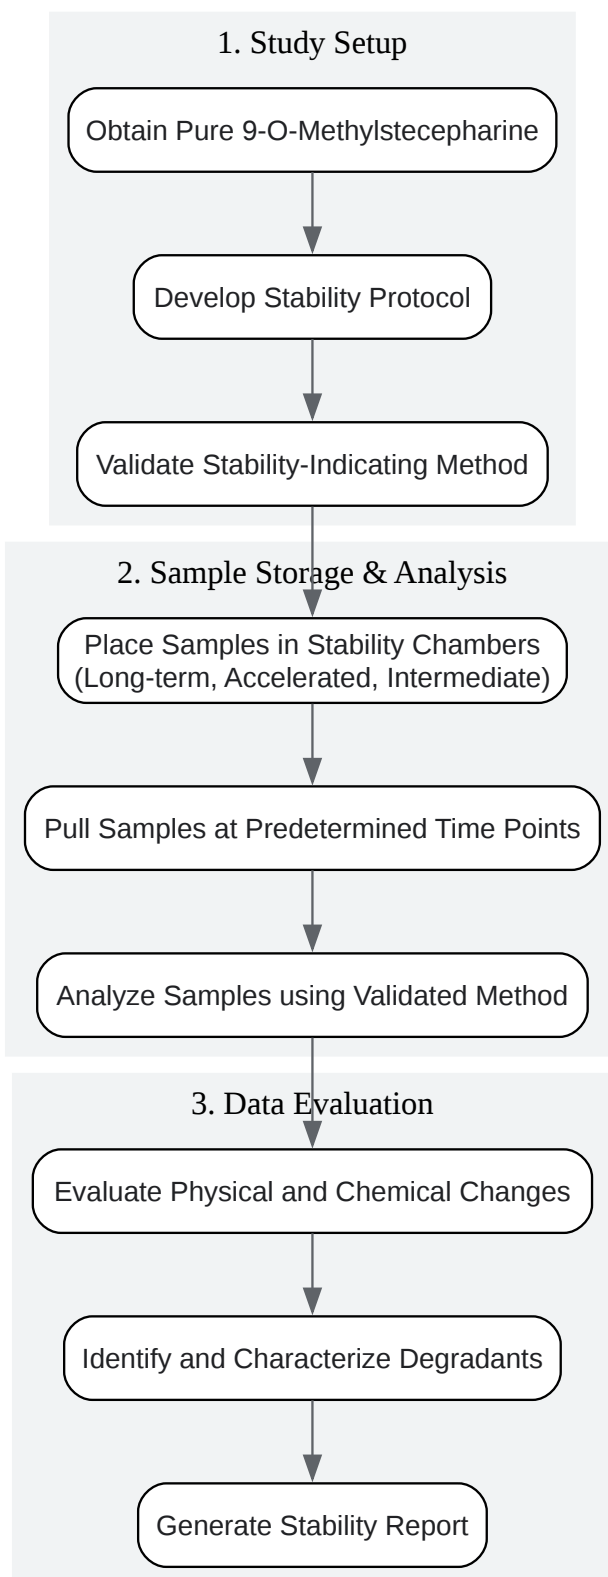 1. Study Setup
Obtain Pure 9-O-Methylstecepharine
Develop Stability Protocol
Validate Stability-Indicating Method
2. Sample Storage & Analysis
Place Samples in Stability Chambers
(Long-term, Accelerated, Intermediate)
Pull Samples at Predetermined Time Points
Analyze Samples using Validated Method
3. Data Evaluation
Evaluate Physical and Chemical Changes
Identify and Characterize Degradants
Generate Stability Report